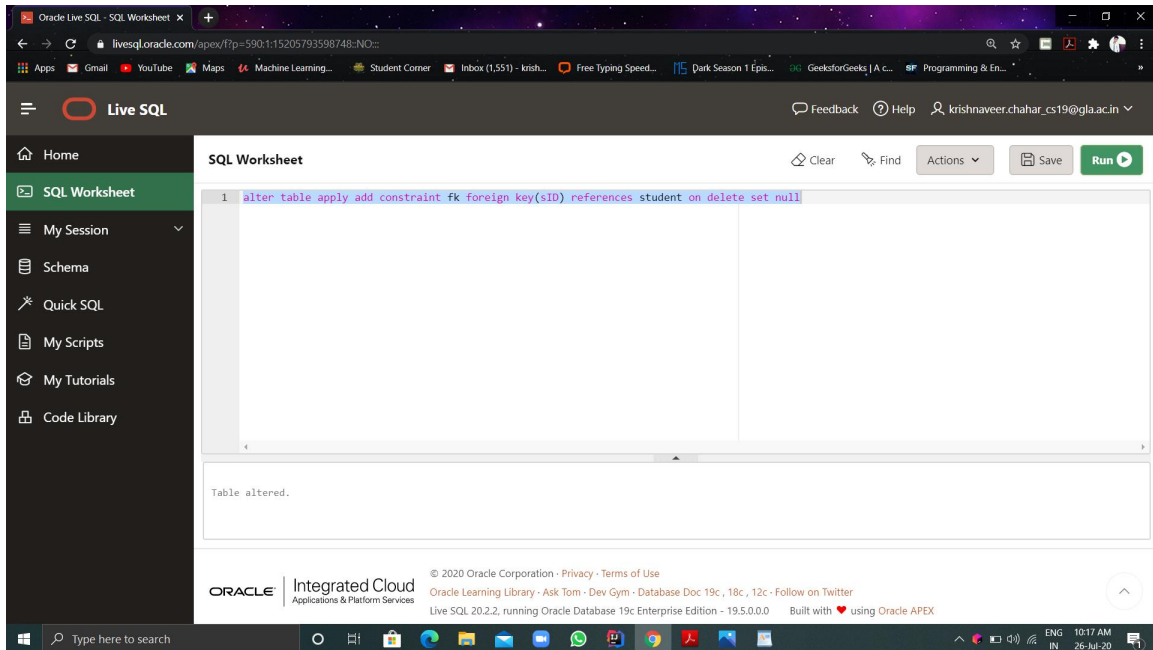 Oracle Live SQL - SQL Worksheet
livesql.oracle.com/apex/f?p=590:1:15205793598748::NO:::
Apps Gmail YouTube Maps Machine Learning... Student Corner Inbox (1,551) - krish... Free Typing Speed... Dark Season 1 Epis... GeeksforGeeks | A c... SF Programming & En... »
Live SQL
Feedback Help krishnaveer.chahar_cs19@gla.ac.in
Home
SQL Worksheet
My Session
Schema
Quick SQL
My Scripts
My Tutorials
Code Library
SQL Worksheet
Clear Find Actions Save Run
1 alter table apply add constraint fk foreign key(sID) references student on delete set null
Table altered.
ORACLE Integrated Cloud
Applications & Platform Services
© 2020 Oracle Corporation · Privacy · Terms of Use
Oracle Learning Library · Ask Tom · Dev Gym · Database Doc 19c , 18c , 12c · Follow on Twitter
Live SQL 20.2.2, running Oracle Database 19c Enterprise Edition - 19.5.0.0.0 Built with ❤ using Oracle APEX
Type here to search
ENG
IN
10:17 AM
26-Jul-20